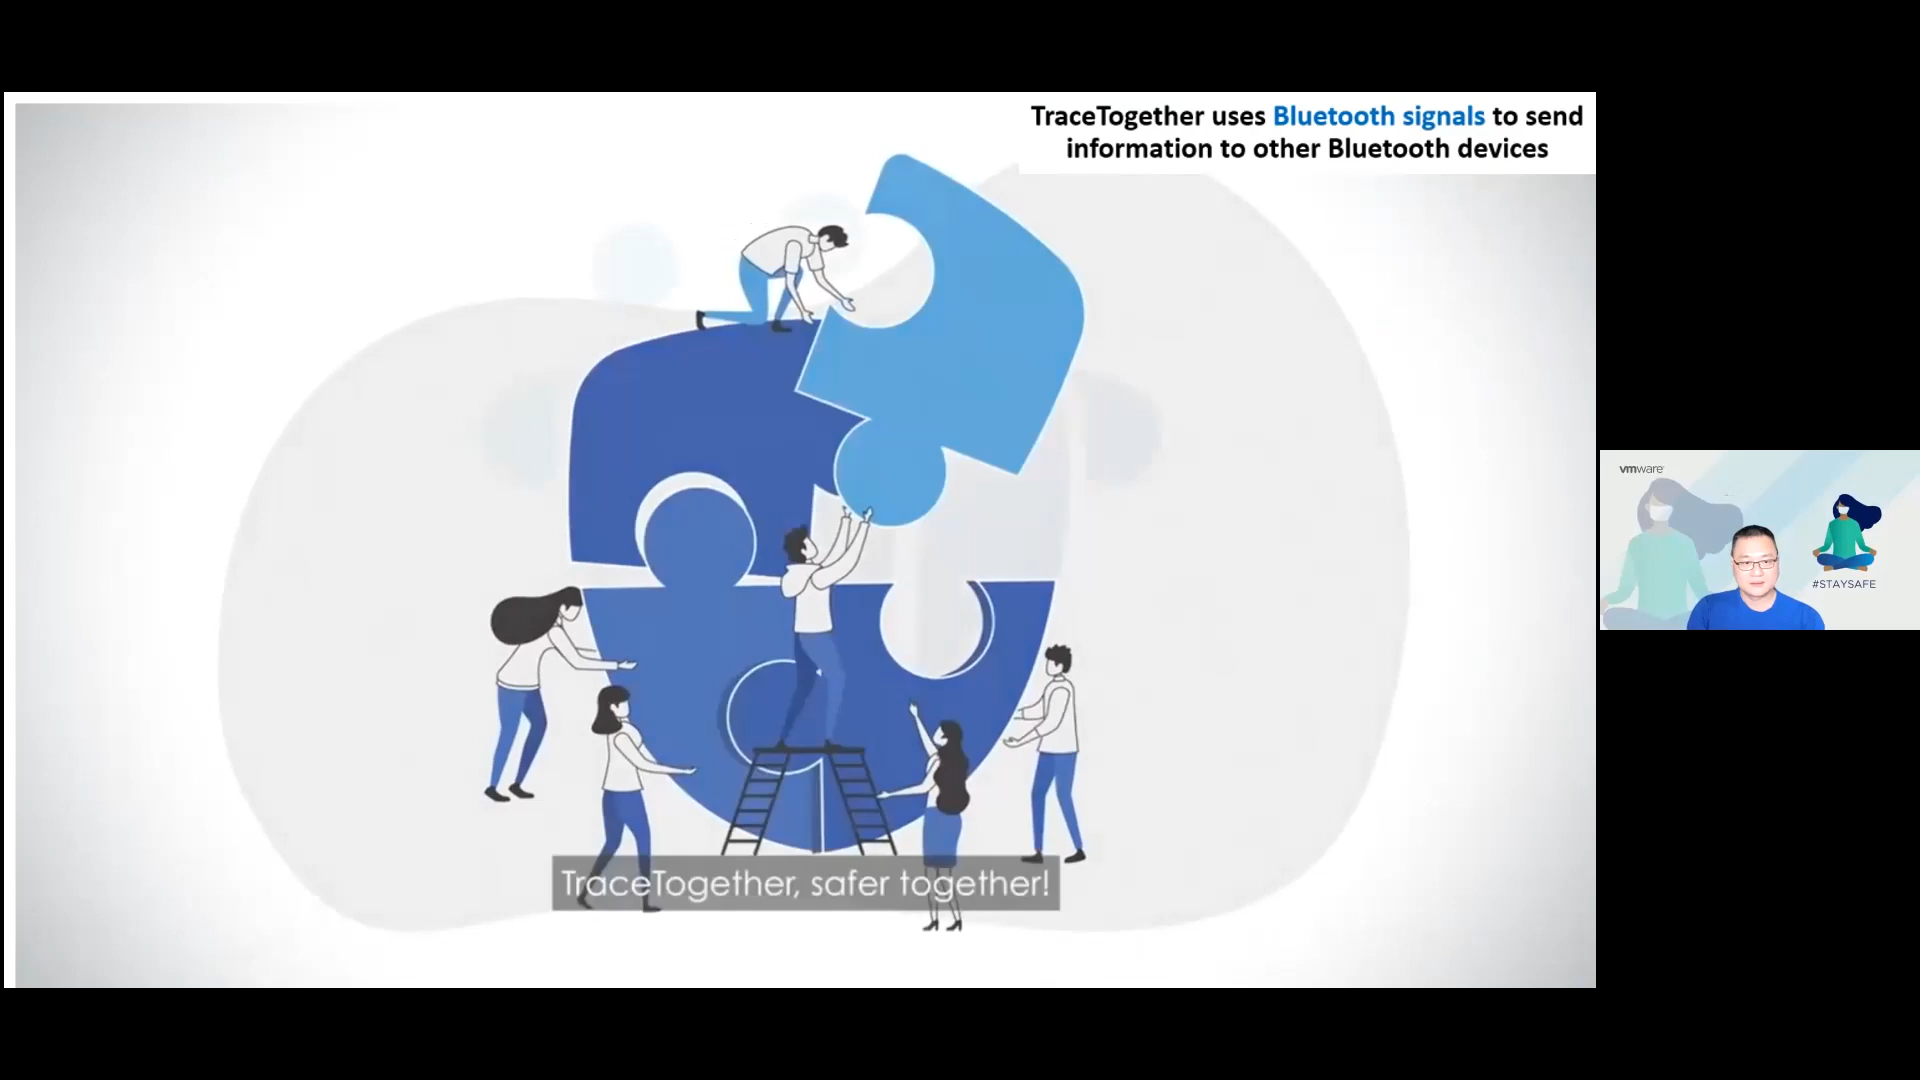 TraceTogether uses Bluetooth signals to send
information to other Bluetooth devices
TraceTogether, safer together!
vmware
#STAYSAFE